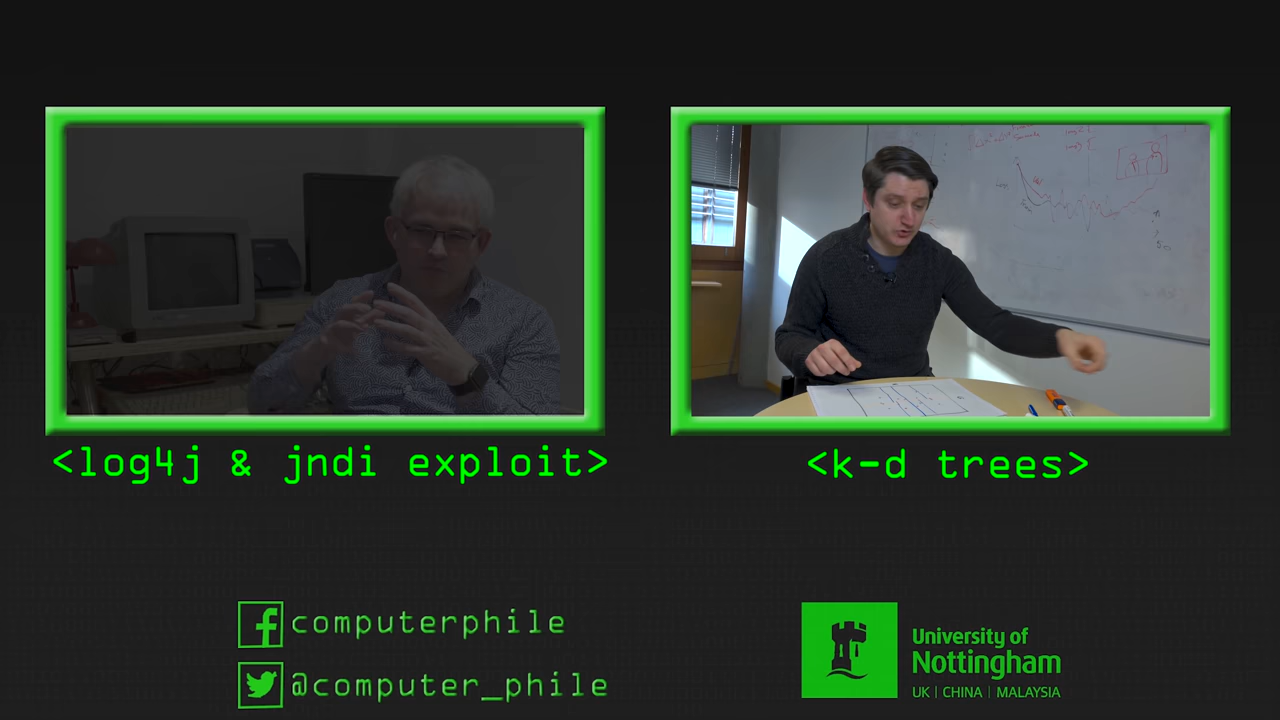 <log4j & jndi exploit>
<k-d trees>
computerphile
@computer_phile
University of
Nottingham
UK | CHINA | MALAYSIA